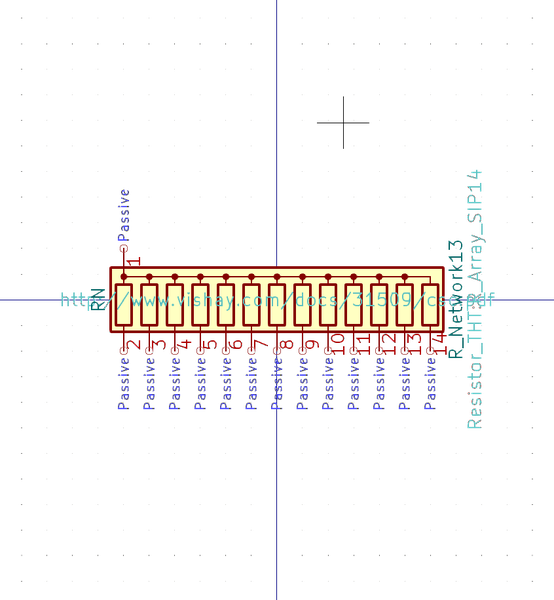 Passive
1
RN
http://www.vishay.com/docs/31509/csc.pdf
R_Network13
Resistor_THT:R_Array_SIP14
2 3 4 5 6 7 8 9 10 11 12 13 14
Passive Passive Passive Passive Passive Passive Passive Passive Passive Passive Passive Passive Passive